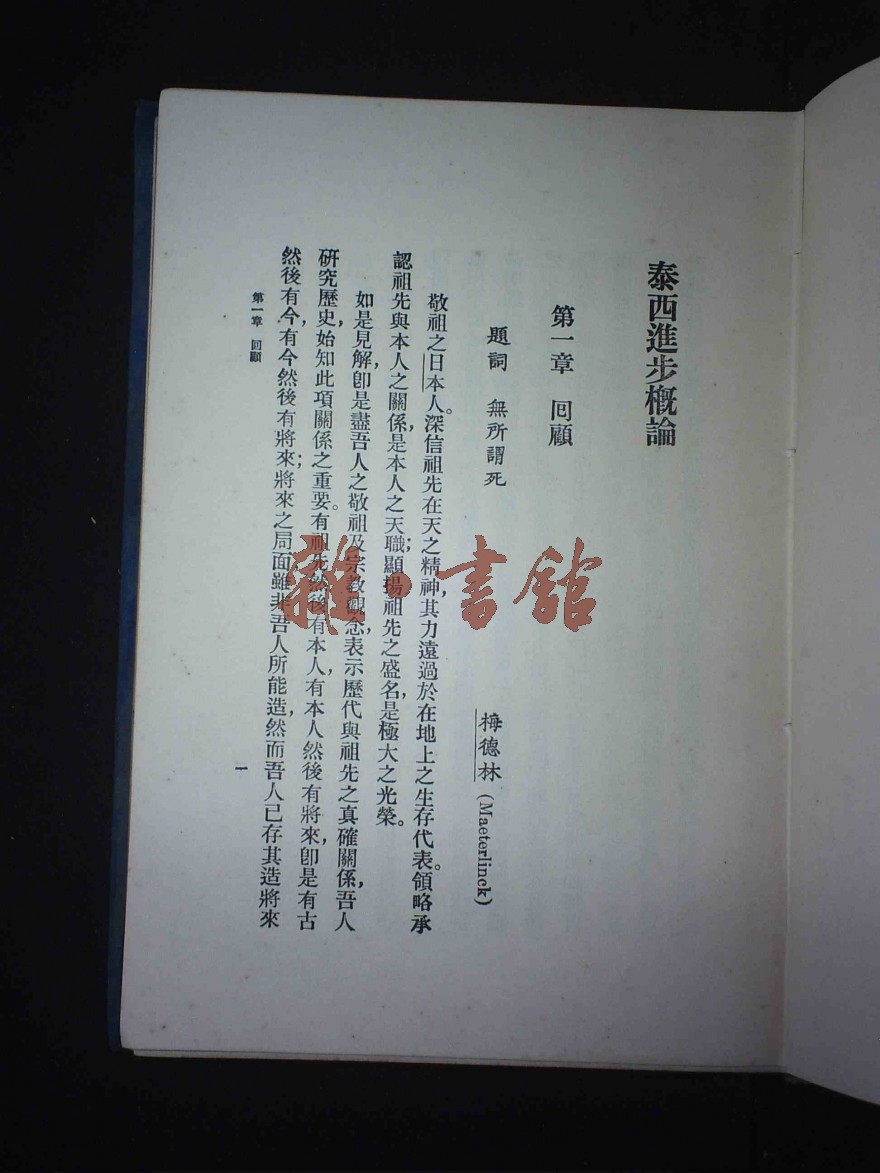 泰西進步概論
第一章 回顧
題詞 無所謂死
梅德林 (Maeterlinck)
敬祖之日本人。深信祖先在天之精神,其力遠過於在地上之生存代表。領略承
認祖先與本人之關係,是本人之天職;顯揚祖先之盛名,是極大之光榮。
如是見解,卽是盡吾人之敬祖及宗教觀念,表示歷代與祖先之真確關係,吾人
研究歷史,始知此項關係之重要。有祖先然後有本人,有本人然後有將來,卽是有古
然後有今,有今然後有將來;將來之局面雖非吾人所能造,然而吾人已存其造將來
第一章 回顧
一
雜·書館